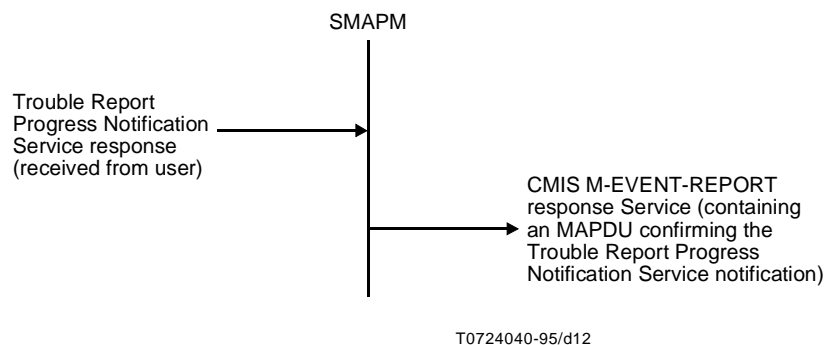 SMAPM
Trouble Report
Progress Notification
Service response
(received from user)
CMIS M-EVENT-REPORT
response Service (containing
an MAPDU confirming the
Trouble Report Progress
Notification Service notification)
T0724040-95/d12